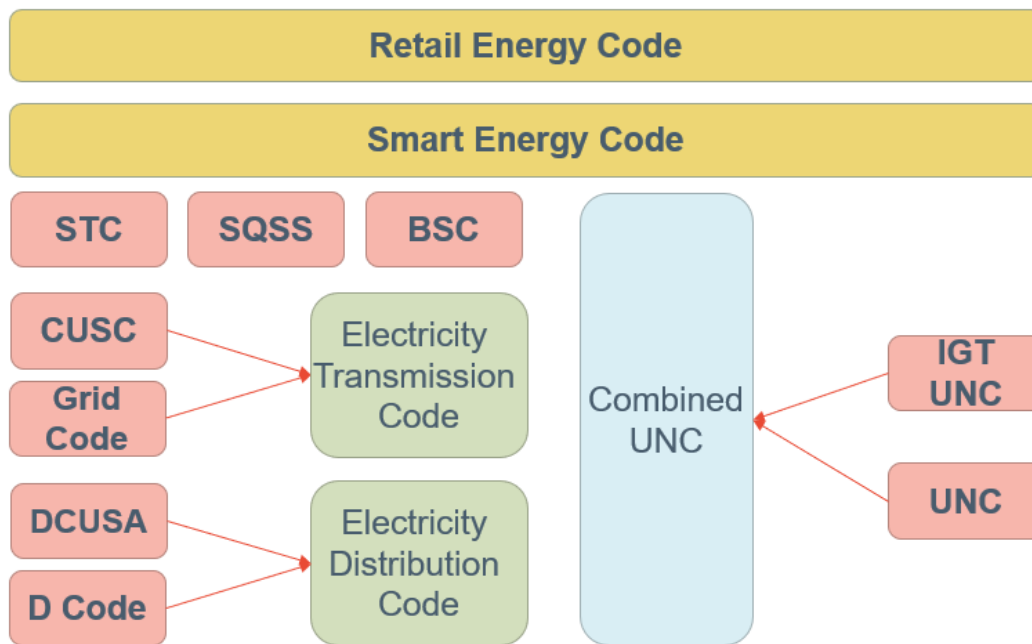 Retail Energy Code
Smart Energy Code
STC
SQSS
BSC
CUSC
Grid
Code
Electricity
Transmission
Code
DCUSA
D Code
Electricity
Distribution
Code
Combined
UNC
IGT
UNC
UNC